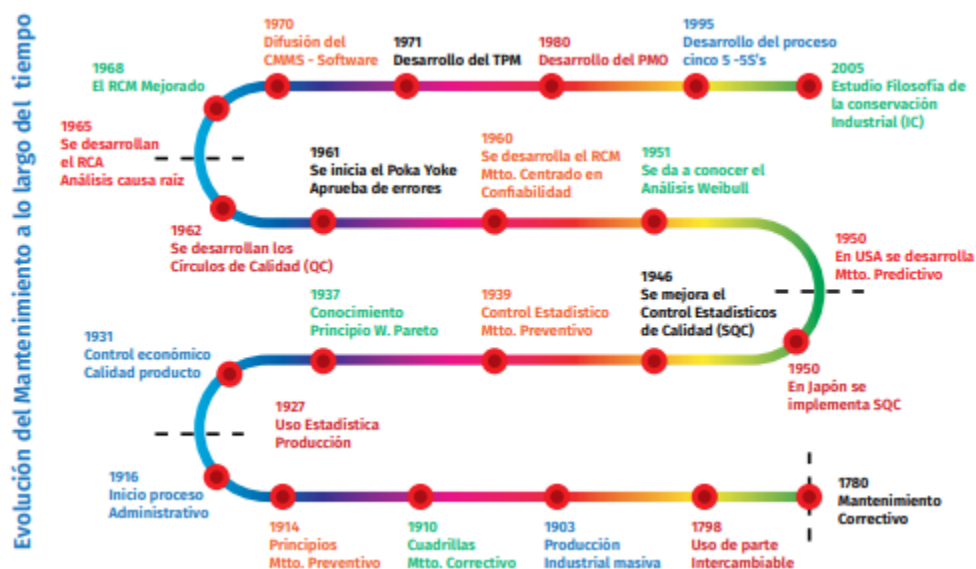 Evolución del Mantenimiento a lo largo del tiempo
1970
Difusión del
CMMS - Software
1971
Desarrollo del TPM
1980
Desarrollo del PMO
1995
Desarrollo del proceso
cinco 5 -5S's
2005
Estudio Filosofía de
la conservación
Industrial (IC)
1968
El RCM Mejorado
1965
Se desarrollan
el RCA
Análisis causa raíz
1961
Se inicia el Poka Yoke
Aprueba de errores
1960
Se desarrolla el RCM
Mtto. Centrado en
Confiabilidad
1951
Se da a conocer el
Análisis Weibull
1962
Se desarrollan los
Círculos de Calidad (QC)
1950
En USA se desarrolla
Mtto. Predictivo
1937
Conocimiento
Principio W. Pareto
1939
Control Estadístico
Mtto. Preventivo
1946
Se mejora el
Control Estadísticos
de Calidad (SQC)
1931
Control económico
Calidad producto
1950
En Japón se
implementa SQC
1927
Uso Estadística
Producción
1916
Inicio proceso
Administrativo
1780
Mantenimiento
Correctivo
1914
Principios
Mtto. Preventivo
1910
Cuadrillas
Mtto. Correctivo
1903
Producción
Industrial masiva
1798
Uso de parte
Intercambiable